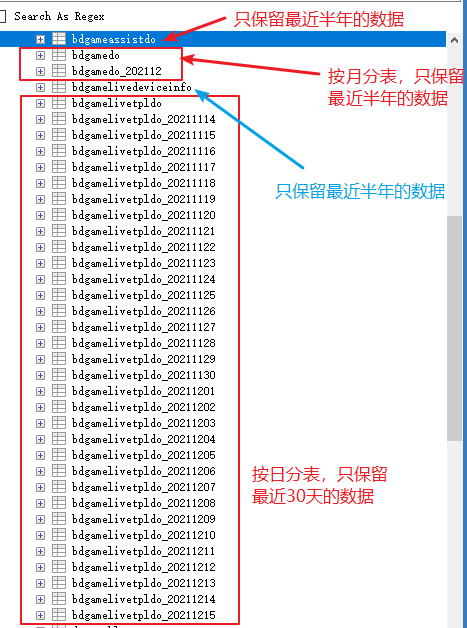 Search As Regex
只保留最近半年的数据
bdgameassistdo
bdgamedo
bdgamedo_202112
按月分表，只保留
最近半年的数据
bdgamelivedeviceinfo
只保留最近半年的数据
bdgamelivetpldo
bdgamelivetpldo_20211114
bdgamelivetpldo_20211115
bdgamelivetpldo_20211116
bdgamelivetpldo_20211117
bdgamelivetpldo_20211118
bdgamelivetpldo_20211119
bdgamelivetpldo_20211120
bdgamelivetpldo_20211121
bdgamelivetpldo_20211122
bdgamelivetpldo_20211123
bdgamelivetpldo_20211124
bdgamelivetpldo_20211125
bdgamelivetpldo_20211126
bdgamelivetpldo_20211127
bdgamelivetpldo_20211128
bdgamelivetpldo_20211129
bdgamelivetpldo_20211130
bdgamelivetpldo_20211201
bdgamelivetpldo_20211202
bdgamelivetpldo_20211203
bdgamelivetpldo_20211204
bdgamelivetpldo_20211205
bdgamelivetpldo_20211206
bdgamelivetpldo_20211207
bdgamelivetpldo_20211208
bdgamelivetpldo_20211209
bdgamelivetpldo_20211210
bdgamelivetpldo_20211211
bdgamelivetpldo_20211212
bdgamelivetpldo_20211213
bdgamelivetpldo_20211214
bdgamelivetpldo_20211215
按日分表，只保留
最近30天的数据